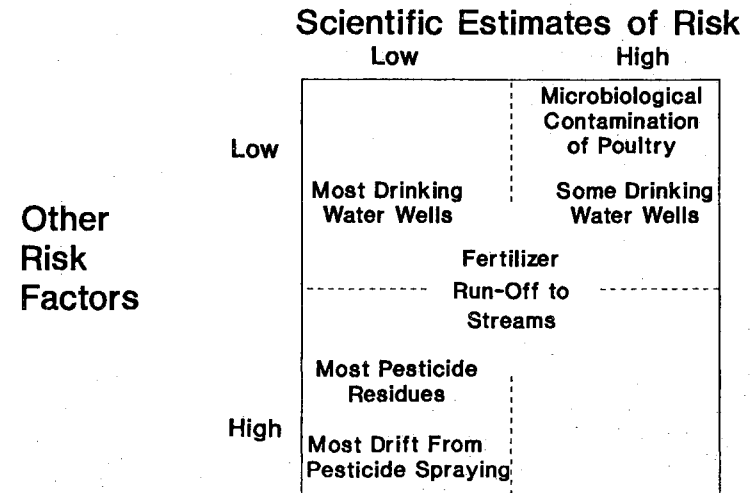 Scientific Estimates of Risk
Low High
Microbiological
Contamination
of Poultry
Low
Most Drinking
Water Wells
Some Drinking
Water Wells
Other
Risk
Factors
Fertilizer
Run-Off to
Streams
Most Pesticide
Residues
High
Most Drift From
Pesticide Spraying